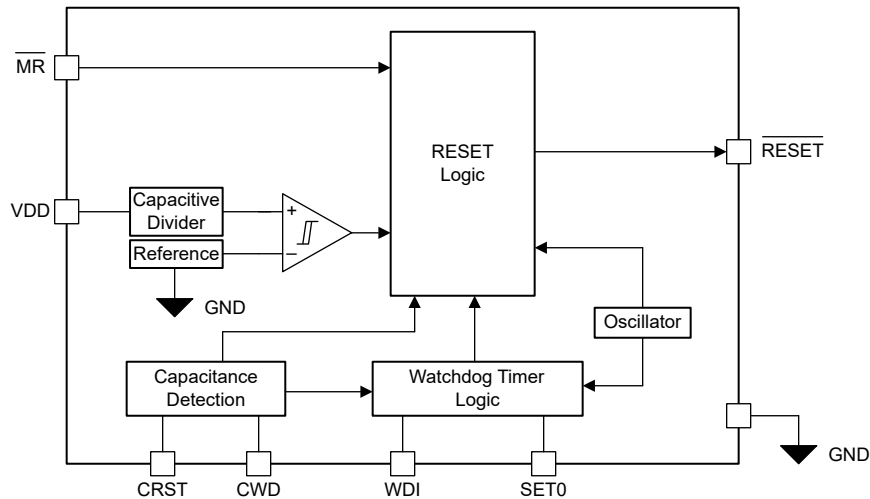 MR
RESET
Logic
RESET
VDD
Capacitive
Divider
+
Reference
−
GND
Oscillator
Capacitance
Detection
Watchdog Timer
Logic
GND
CRST
CWD
WDI
SET0